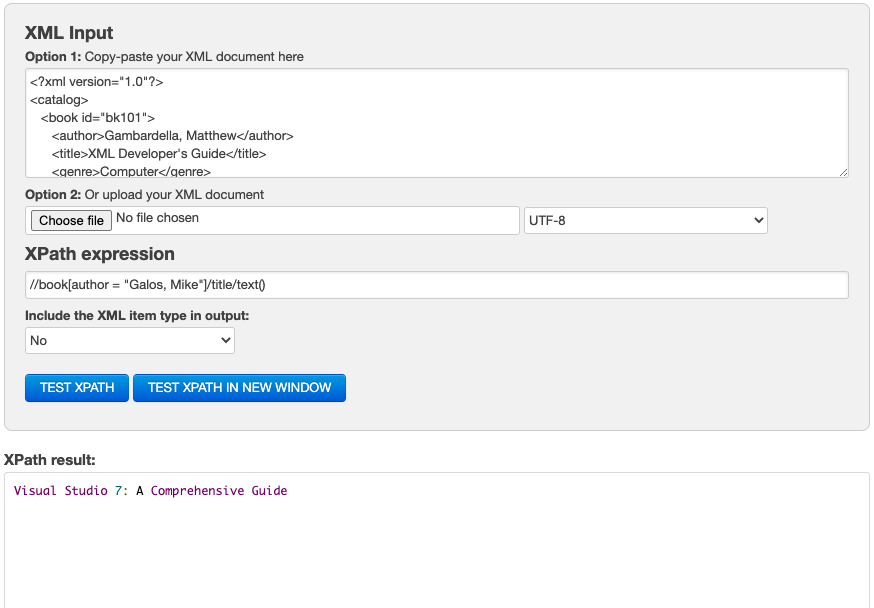 XML Input
Option 1: Copy-paste your XML document here
<?xml version="1.0"?>
<catalog>
<book id="bk101">
<author>Gambardella, Matthew</author>
<title>XML Developer's Guide</title>
<genre>Computer</genre>
Option 2: Or upload your XML document
Choose file No file chosen UTF-8
XPath expression
//book[author = "Galos, Mike"]/title/text()
Include the XML item type in output:
No
TEST XPATH TEST XPATH IN NEW WINDOW
XPath result:
Visual Studio 7: A Comprehensive Guide